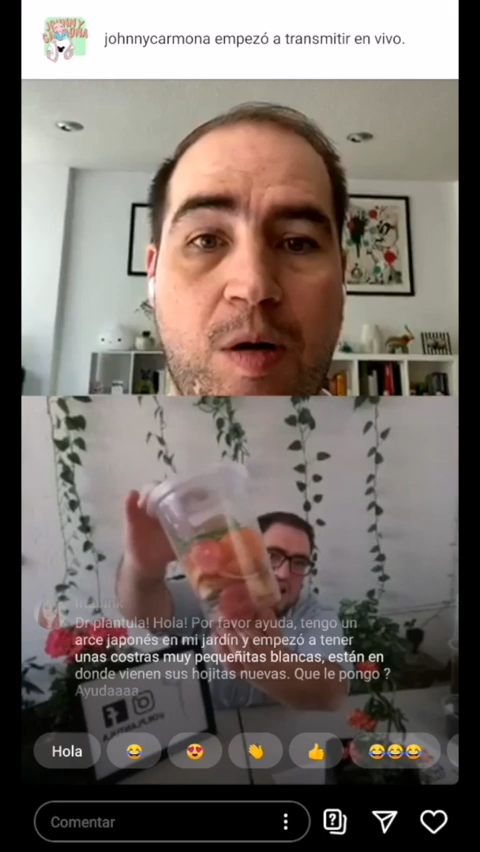 johnnycarmona empezó a transmitir en vivo.
Dr plántula! Hola! Por favor ayuda, tengo un
arce japonés en mi jardín y empezó a tener
unas costras muy pequeñitas blancas, están en
donde vienen sus hojitas nuevas. Que le pongo ?
Ayudaaaa
Hola
Comentar